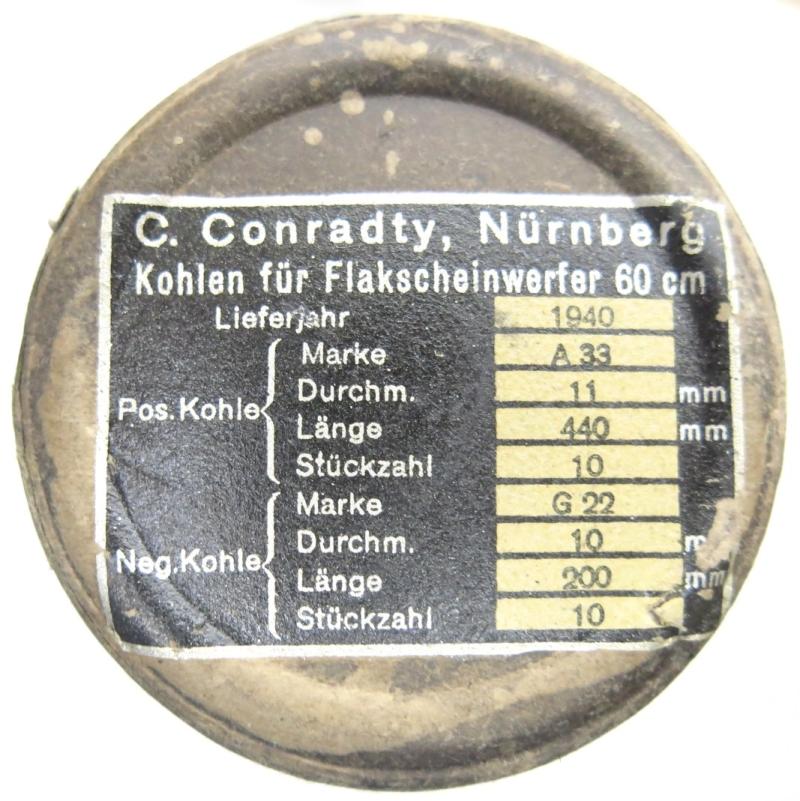 C. Conradty, Nürnberg
Kohlen für Flakscheinwerfer 60 cm
Lieferjahr 1940
Pos. Kohle
Marke A 33
Durchm. 11 mm
Länge 440 mm
Stückzahl 10
Neg. Kohle
Marke G 22
Durchm. 10 m
Länge 200 mm
Stückzahl 10